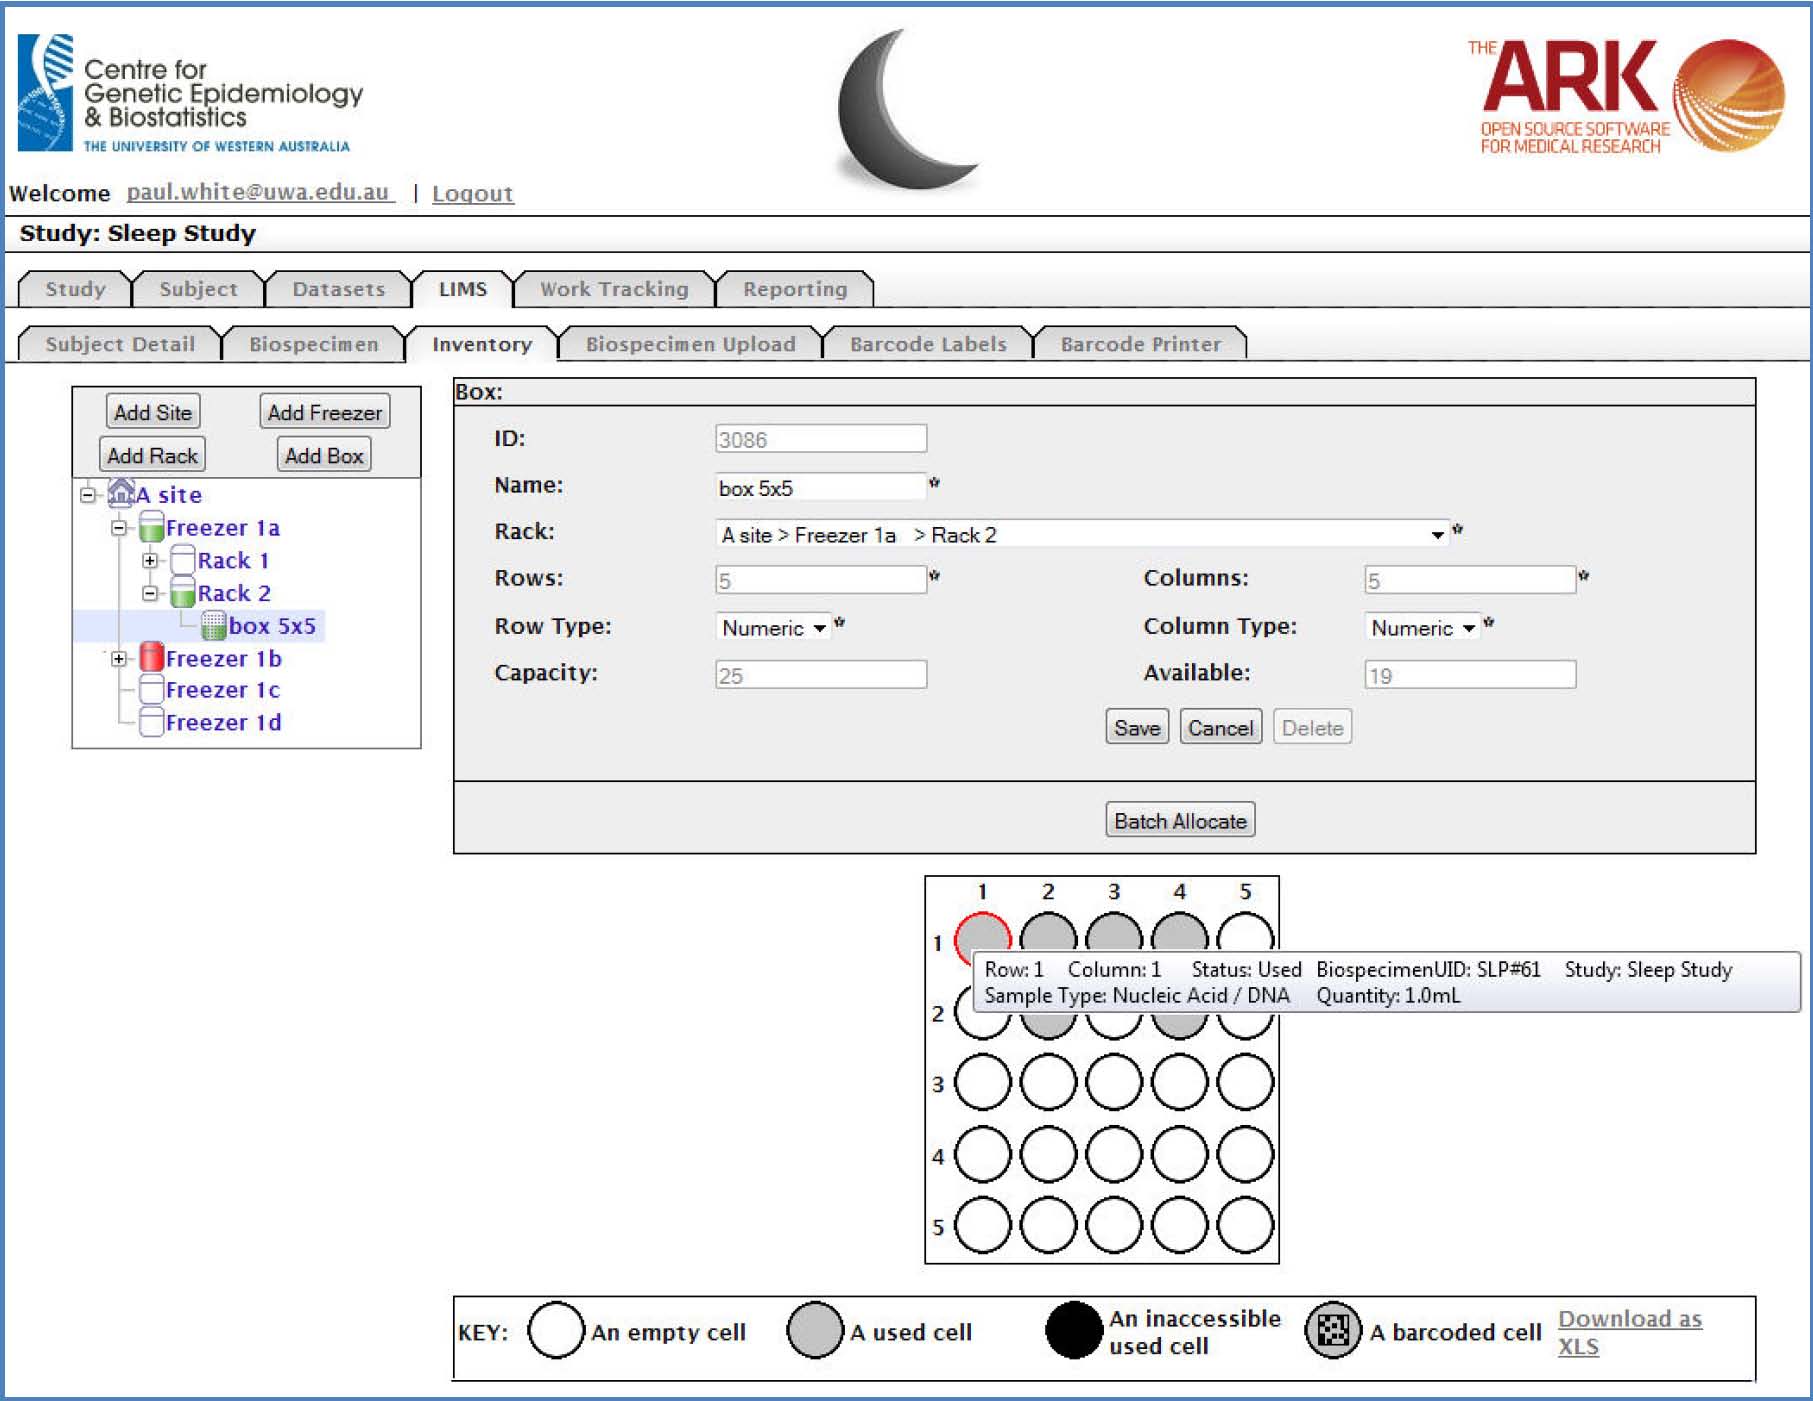 Centre for
Genetic Epidemiology
& Biostatistics
THE UNIVERSITY OF WESTERN AUSTRALIA
THE ARK
OPEN SOURCE SOFTWARE
FOR MEDICAL RESEARCH
Welcome paul.white@uwa.edu.au | Logout
Study: Sleep Study
Study Subject Datasets LIMS Work Tracking Reporting
Subject Detail Biospecimen Inventory Biospecimen Upload Barcode Labels Barcode Printer
Add Site Add Freezer
Add Rack Add Box
A site
Freezer 1a
Rack 1
Rack 2
box 5x5
Freezer 1b
Freezer 1c
Freezer 1d
Box:
ID: 3086
Name: box 5x5 *
Rack: A site > Freezer 1a > Rack 2 *
Rows: 5 * Columns: 5 *
Row Type: Numeric * Column Type: Numeric *
Capacity: 25 Available: 19
Save Cancel Delete
Batch Allocate
1 2 3 4 5
1
Row: 1 Column: 1 Status: Used BiospecimenUID: SLP#61 Study: Sleep Study
Sample Type: Nucleic Acid / DNA Quantity: 1.0mL
2
3
4
5
KEY: An empty cell A used cell An inaccessible used cell A barcoded cell Download as XLS